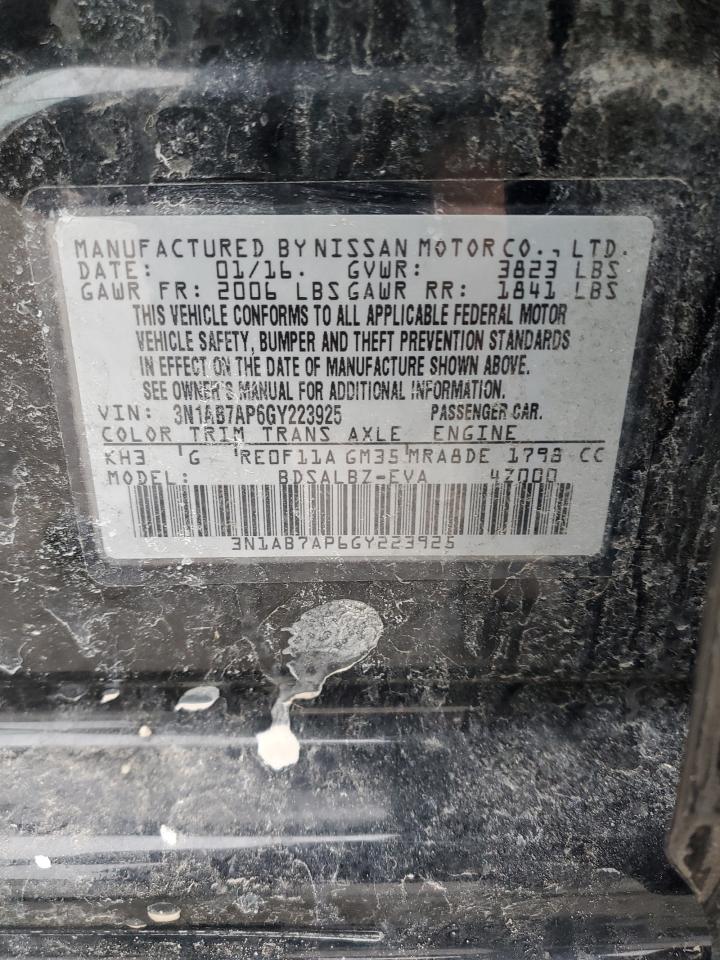 MANUFACTURED BY NISSAN MOTOR CO., LTD.
DATE: 01/16. GVWR: 3823 LBS
GAWR FR: 2006 LBS GAWR RR: 1841 LBS
THIS VEHICLE CONFORMS TO ALL APPLICABLE FEDERAL MOTOR
VEHICLE SAFETY, BUMPER AND THEFT PREVENTION STANDARDS
IN EFFECT ON THE DATE OF MANUFACTURE SHOWN ABOVE.
SEE OWNER'S MANUAL FOR ADDITIONAL INFORMATION.
VIN: 3N1AB7AP6GY223925 PASSENGER CAR.
COLOR TRIM TRANS AXLE ENGINE
KH3 'G 'RE0F11A GM35'MRA8DE 1798 CC
MODEL: BDSALBZ-EVA 4Z000
3N1AB7AP6GY223925